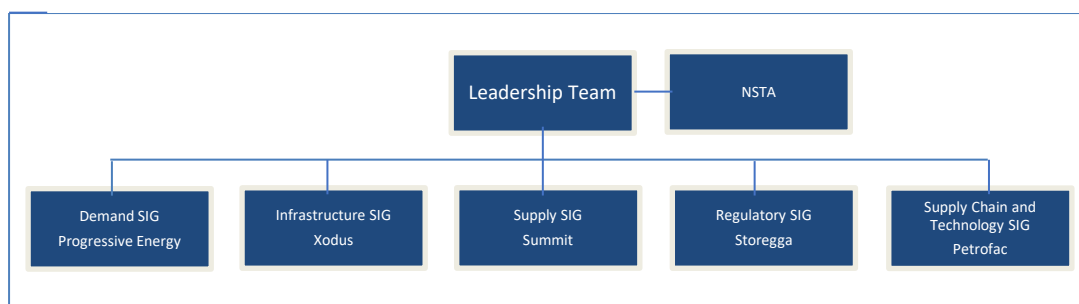 Leadership Team
NSTA
Demand SIG
Progressive Energy
Infrastructure SIG
Xodus
Supply SIG
Summit
Regulatory SIG
Storegga
Supply Chain and
Technology SIG
Petrofac